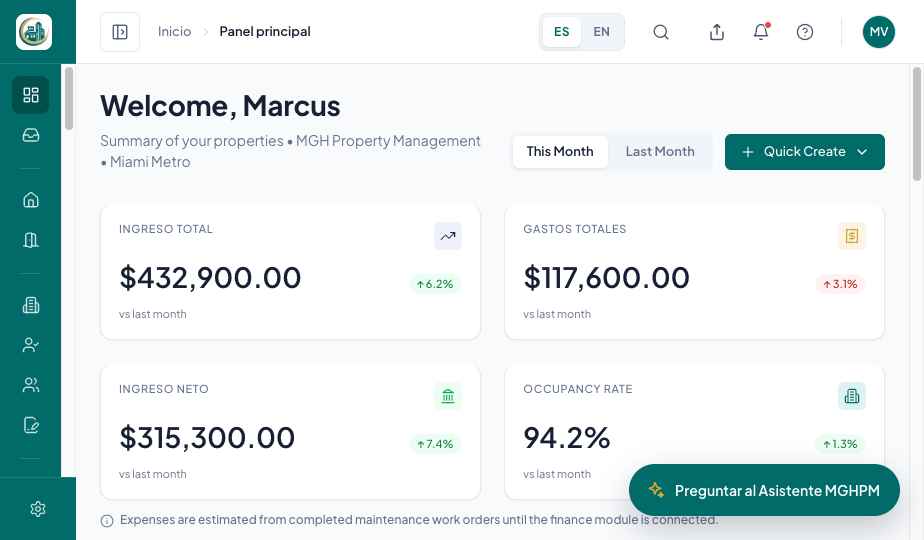 Inicio
Panel principal
ES
EN
MV
Welcome, Marcus
Summary of your properties • MGH Property Management
• Miami Metro
This Month
Last Month
Quick Create
INGRESO TOTAL
$432,900.00
6.2%
vs last month
GASTOS TOTALES
$117,600.00
3.1%
vs last month
INGRESO NETO
$315,300.00
7.4%
vs last month
OCCUPANCY RATE
94.2%
1.3%
vs last month
Preguntar al Asistente MGHPM
Expenses are estimated from completed maintenance work orders until the finance module is connected.